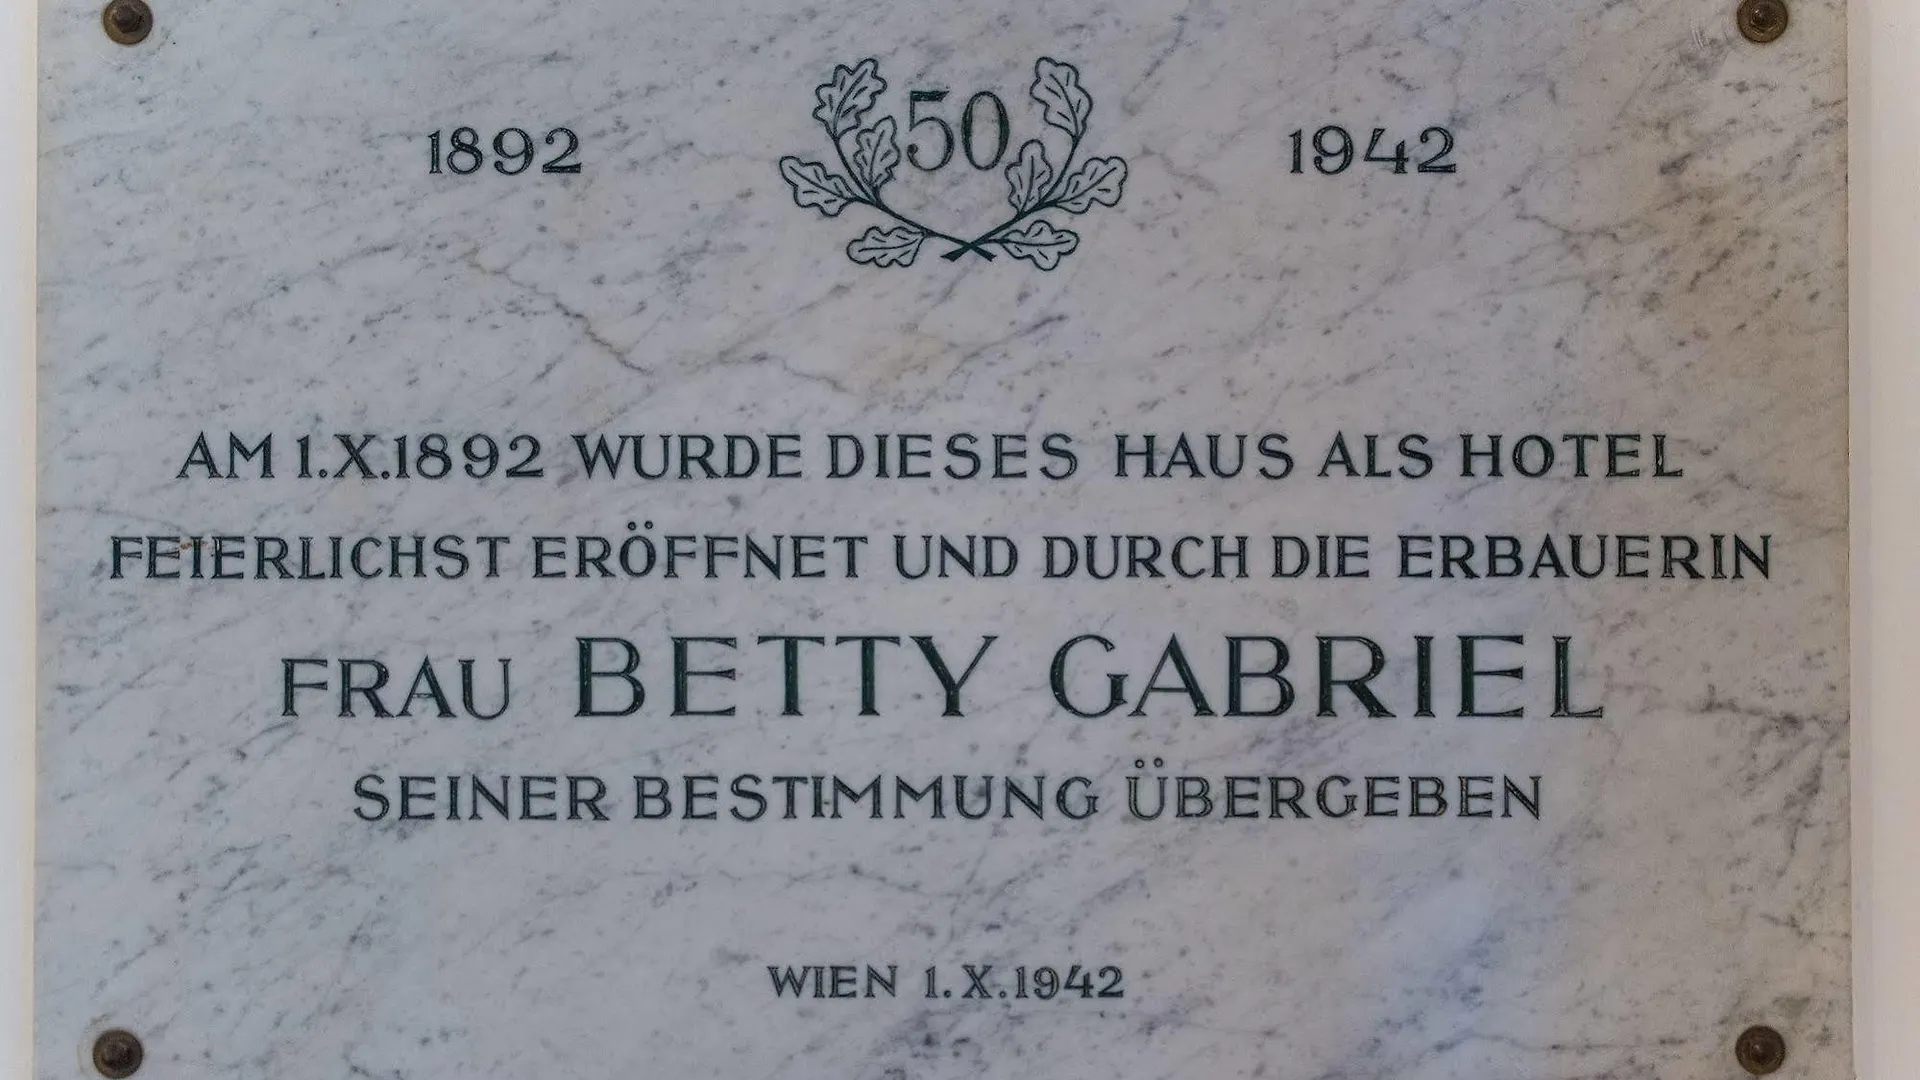 1892 50 1942
AM 1.X.1892 WURDE DIESES HAUS ALS HOTEL
FEIERLICHST ERÖFFNET UND DURCH DIE ERBAUERIN
FRAU BETTY GABRIEL
SEINER BESTIMMUNG ÜBERGEBEN
WIEN 1.X.1942